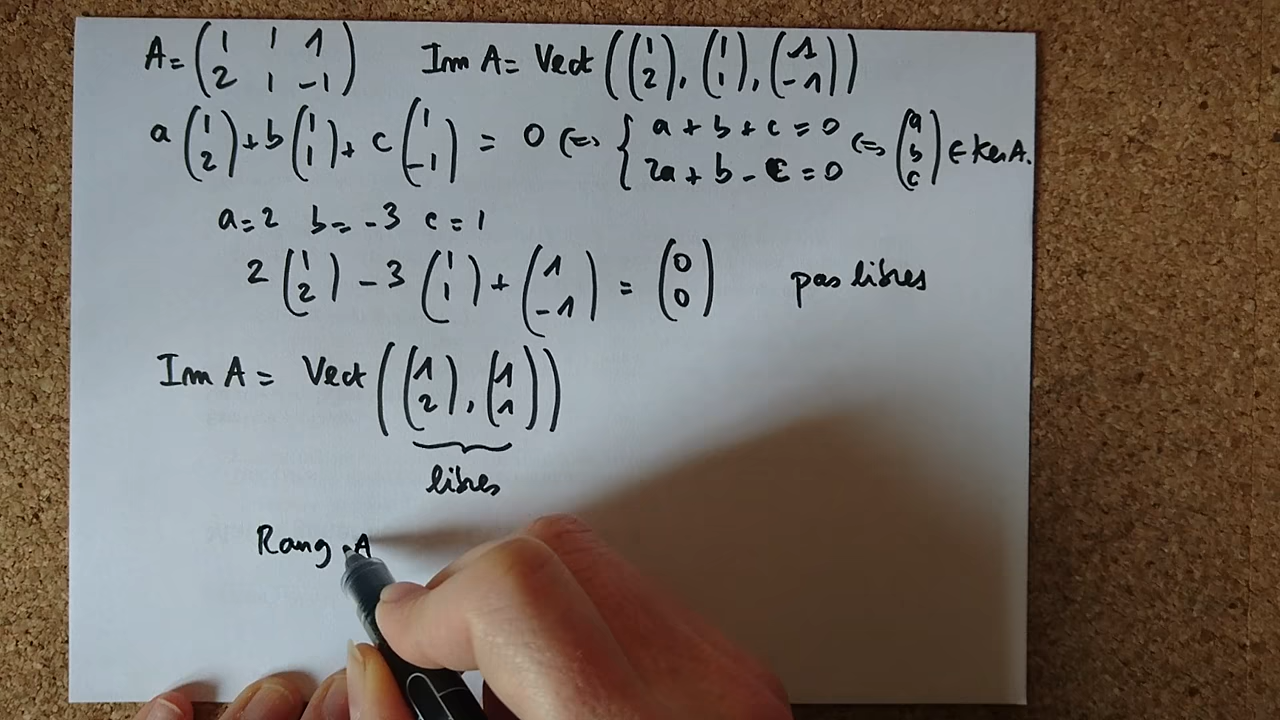 A = ( 1 1 1 ; 2 1 -1 ) Im A = Vect ( ( 1 ; 2 ), ( 1 ; 1 ), ( 1 ; -1 ) )
a ( 1 ; 2 ) + b ( 1 ; 1 ) + c ( 1 ; -1 ) = 0 ⇔ { a + b + c = 0 ; 2a + b - c = 0 ⇔ ( a ; b ; c ) ∈ Ker A.
a = 2 b = -3 c = 1
2 ( 1 ; 2 ) - 3 ( 1 ; 1 ) + ( 1 ; -1 ) = ( 0 ; 0 ) pas libres
Im A = Vect ( ( 1 ; 2 ), ( 1 ; 1 ) )
libres
Rang A